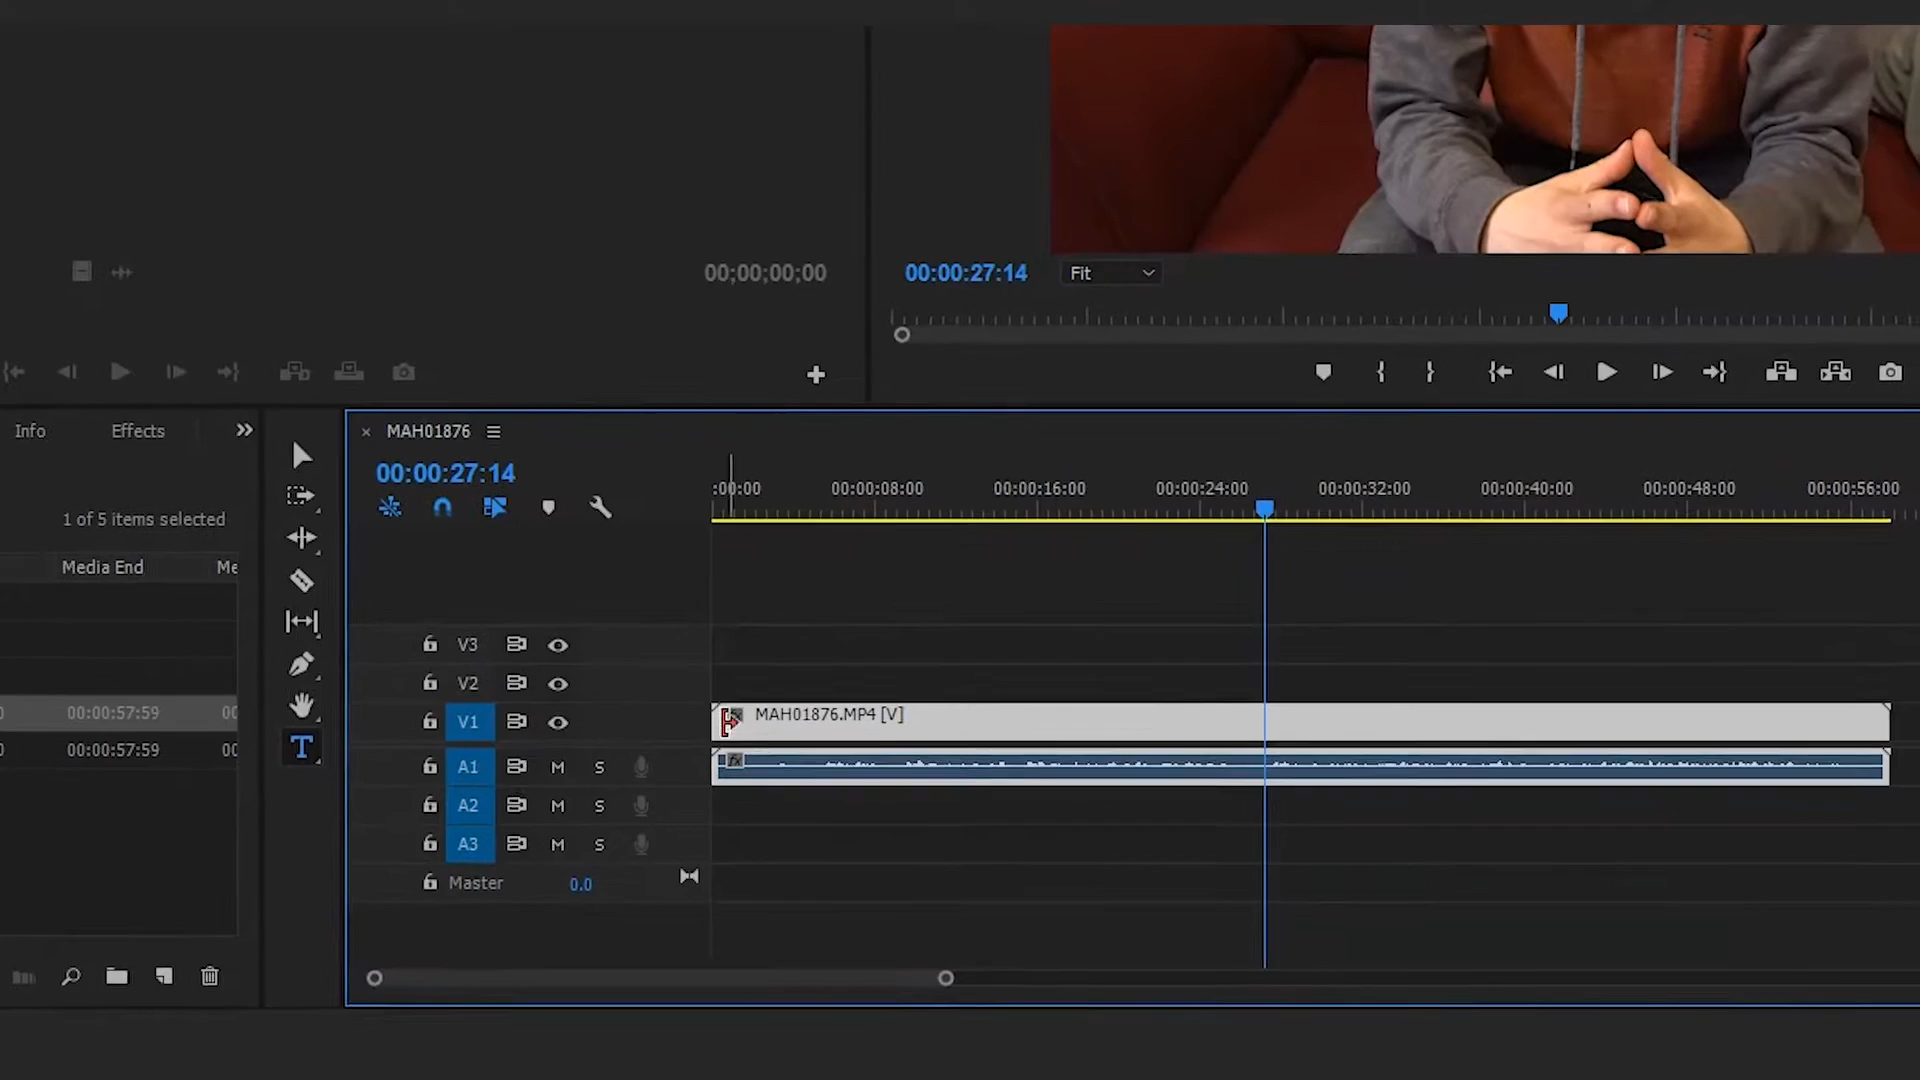 00;00;00;00
00:00:27:14
Fit
Info
Effects
MAH01876
00:00:27:14
:00:00
00:00:08:00
00:00:16:00
00:00:24:00
00:00:32:00
00:00:40:00
00:00:48:00
00:00:56:00
1 of 5 items selected
Media End
Me
V3
V2
00:00:57:59
00
V1
MAH01876.MP4 [V]
fx
00:00:57:59
00
A1
M
S
A2
M
S
A3
M
S
Master
0.0